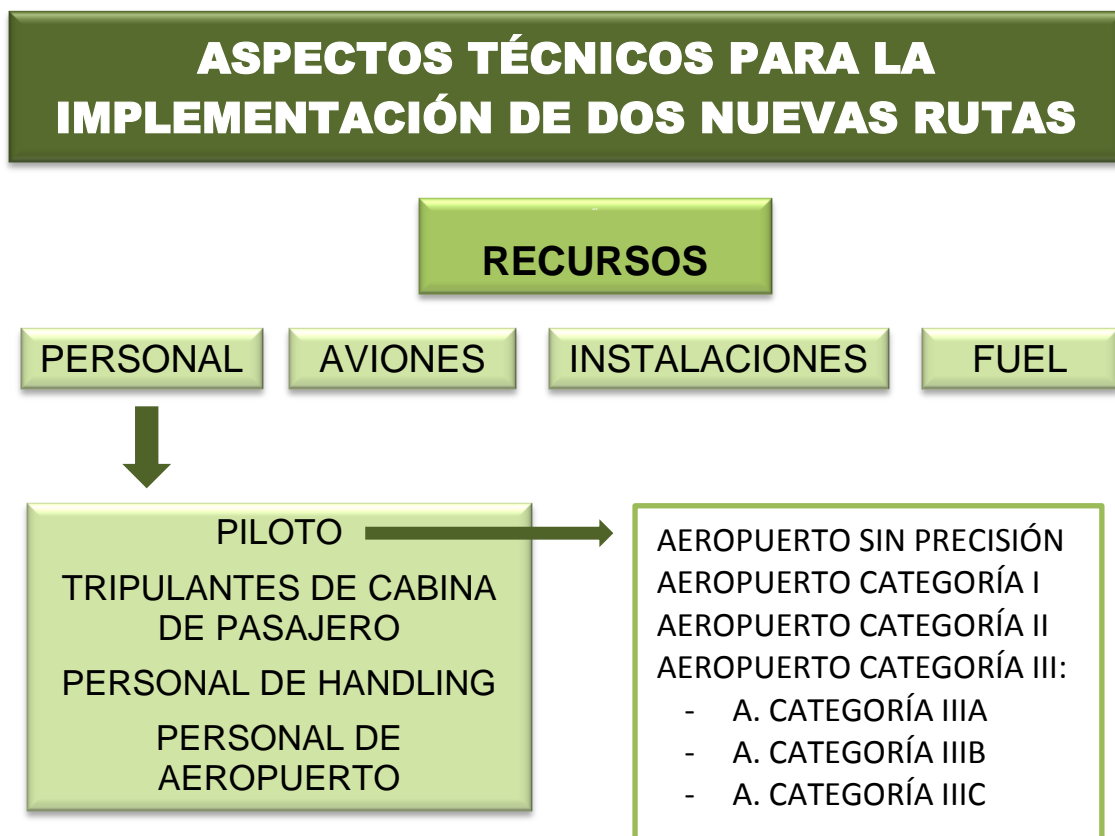 ASPECTOS TÉCNICOS PARA LA
IMPLEMENTACIÓN DE DOS NUEVAS RUTAS
RECURSOS
PERSONAL
AVIONES
INSTALACIONES
FUEL
PILOTO
TRIPULANTES DE CABINA
DE PASAJERO
PERSONAL DE HANDLING
PERSONAL DE
AEROPUERTO
AEROPUERTO SIN PRECISIÓN
AEROPUERTO CATEGORÍA I
AEROPUERTO CATEGORÍA II
AEROPUERTO CATEGORÍA III:
- A. CATEGORÍA IIIA
- A. CATEGORÍA IIIB
- A. CATEGORÍA IIIC